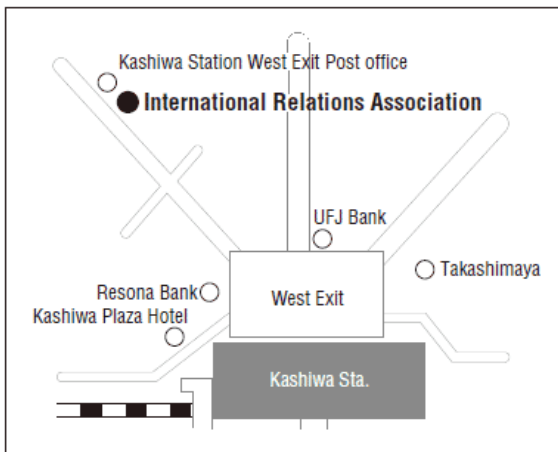 Kashiwa Station West Exit Post office
International Relations Association
UFJ Bank
Takashimaya
Resona Bank
West Exit
Kashiwa Plaza Hotel
Kashiwa Sta.